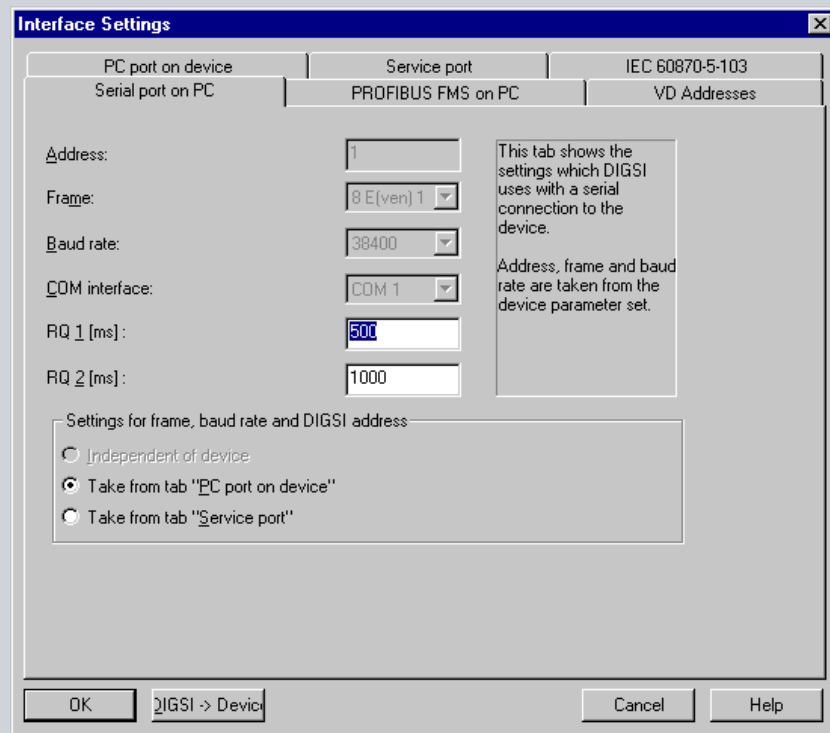 Interface Settings
PC port on device
Service port
IEC 60870-5-103
Serial port on PC
PROFIBUS FMS on PC
VD Addresses
Address:
1
Frame:
8 E(ven) 1
Baud rate:
38400
COM interface:
COM 1
RQ 1 [ms] :
500
RQ 2 [ms] :
1000
This tab shows the
settings which DIGSI
uses with a serial
connection to the
device.
Address, frame and baud
rate are taken from the
device parameter set.
Settings for frame, baud rate and DIGSI address
Independent of device
Take from tab "PC port on device"
Take from tab "Service port"
OK
DIGSI -> Devic
Cancel
Help